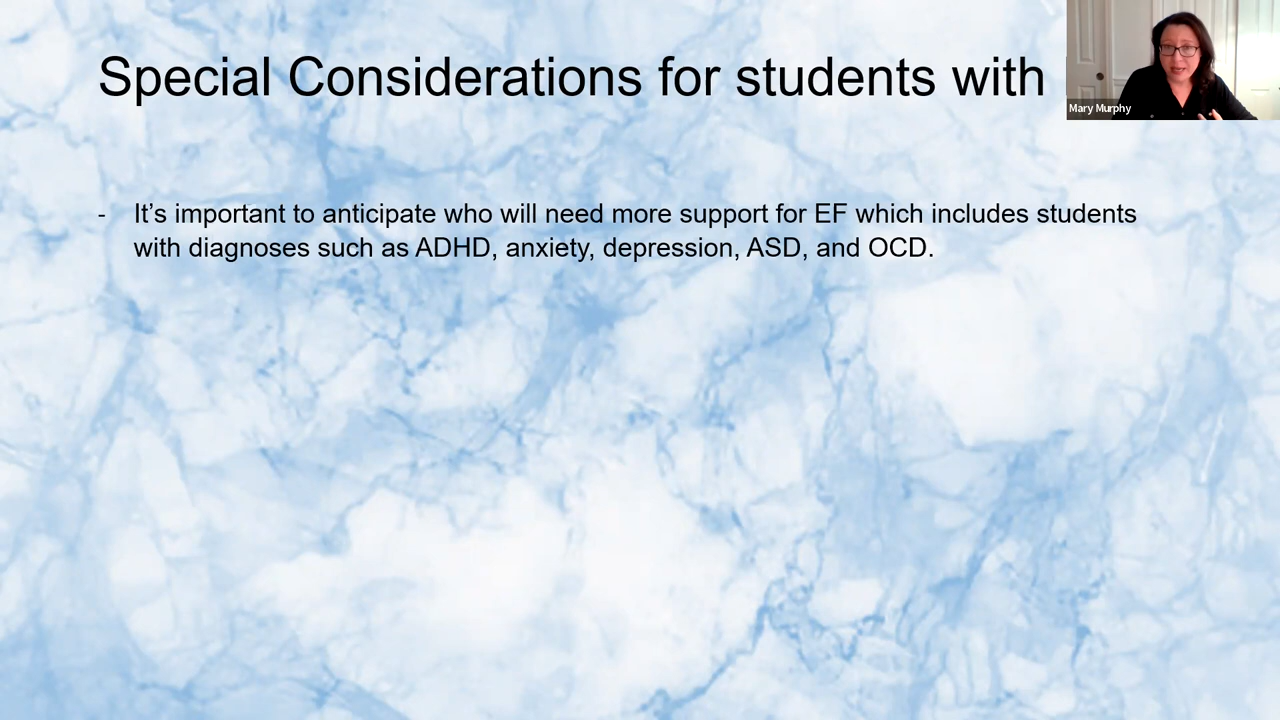 Special Considerations for students with
Mary Murphy
- It’s important to anticipate who will need more support for EF which includes students
with diagnoses such as ADHD, anxiety, depression, ASD, and OCD.